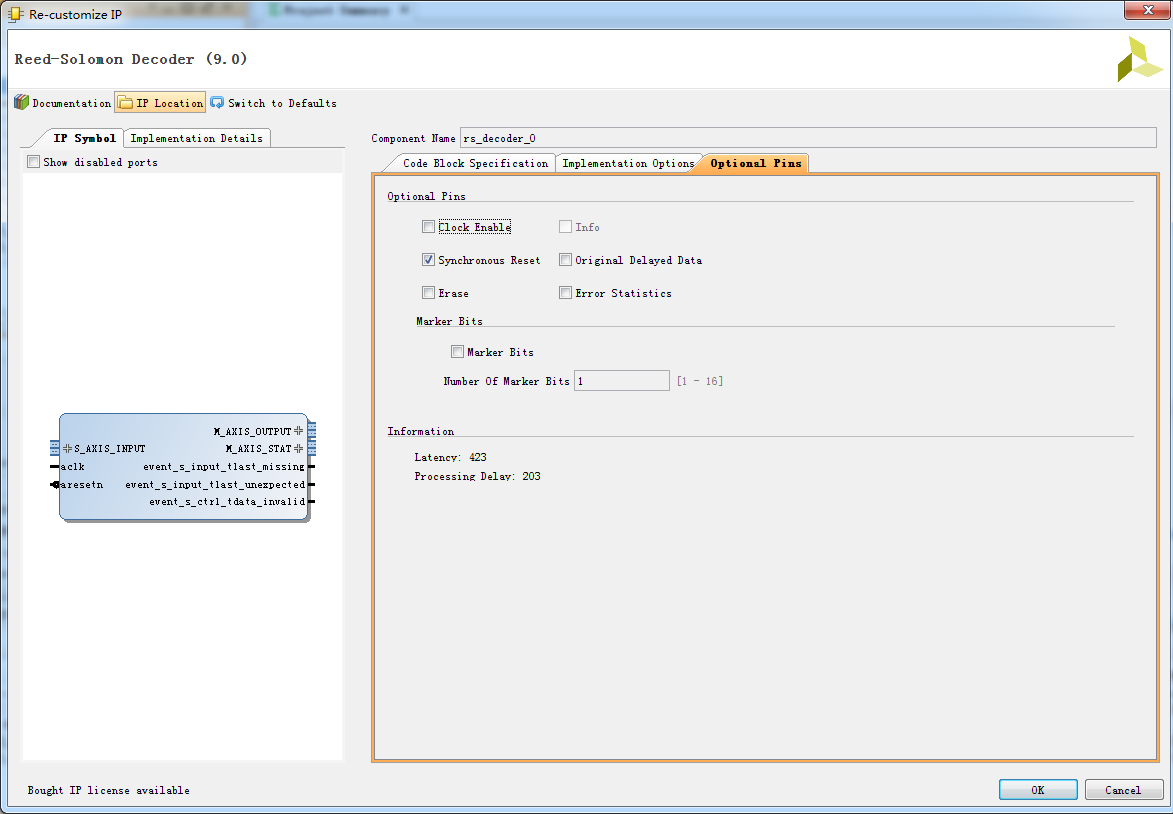 Re-customize IP
Reed-Solomon Decoder (9.0)
Documentation IP Location Switch to Defaults
IP Symbol Implementation Details
Show disabled ports
Component Name rs_decoder_0
Code Block Specification Implementation Options Optional Pins
Optional Pins
Clock Enable Info
Synchronous Reset Original Delayed Data
Erase Error Statistics
Marker Bits
Marker Bits
Number Of Marker Bits 1 [1 - 16]
Information
Latency: 423
Processing Delay: 203
M_AXIS_OUTPUT
S_AXIS_INPUT M_AXIS_STAT
aclk event_s_input_tlast_missing
aresetn event_s_input_tlast_unexpected
event_s_ctrl_tdata_invalid
Bought IP license available
OK Cancel